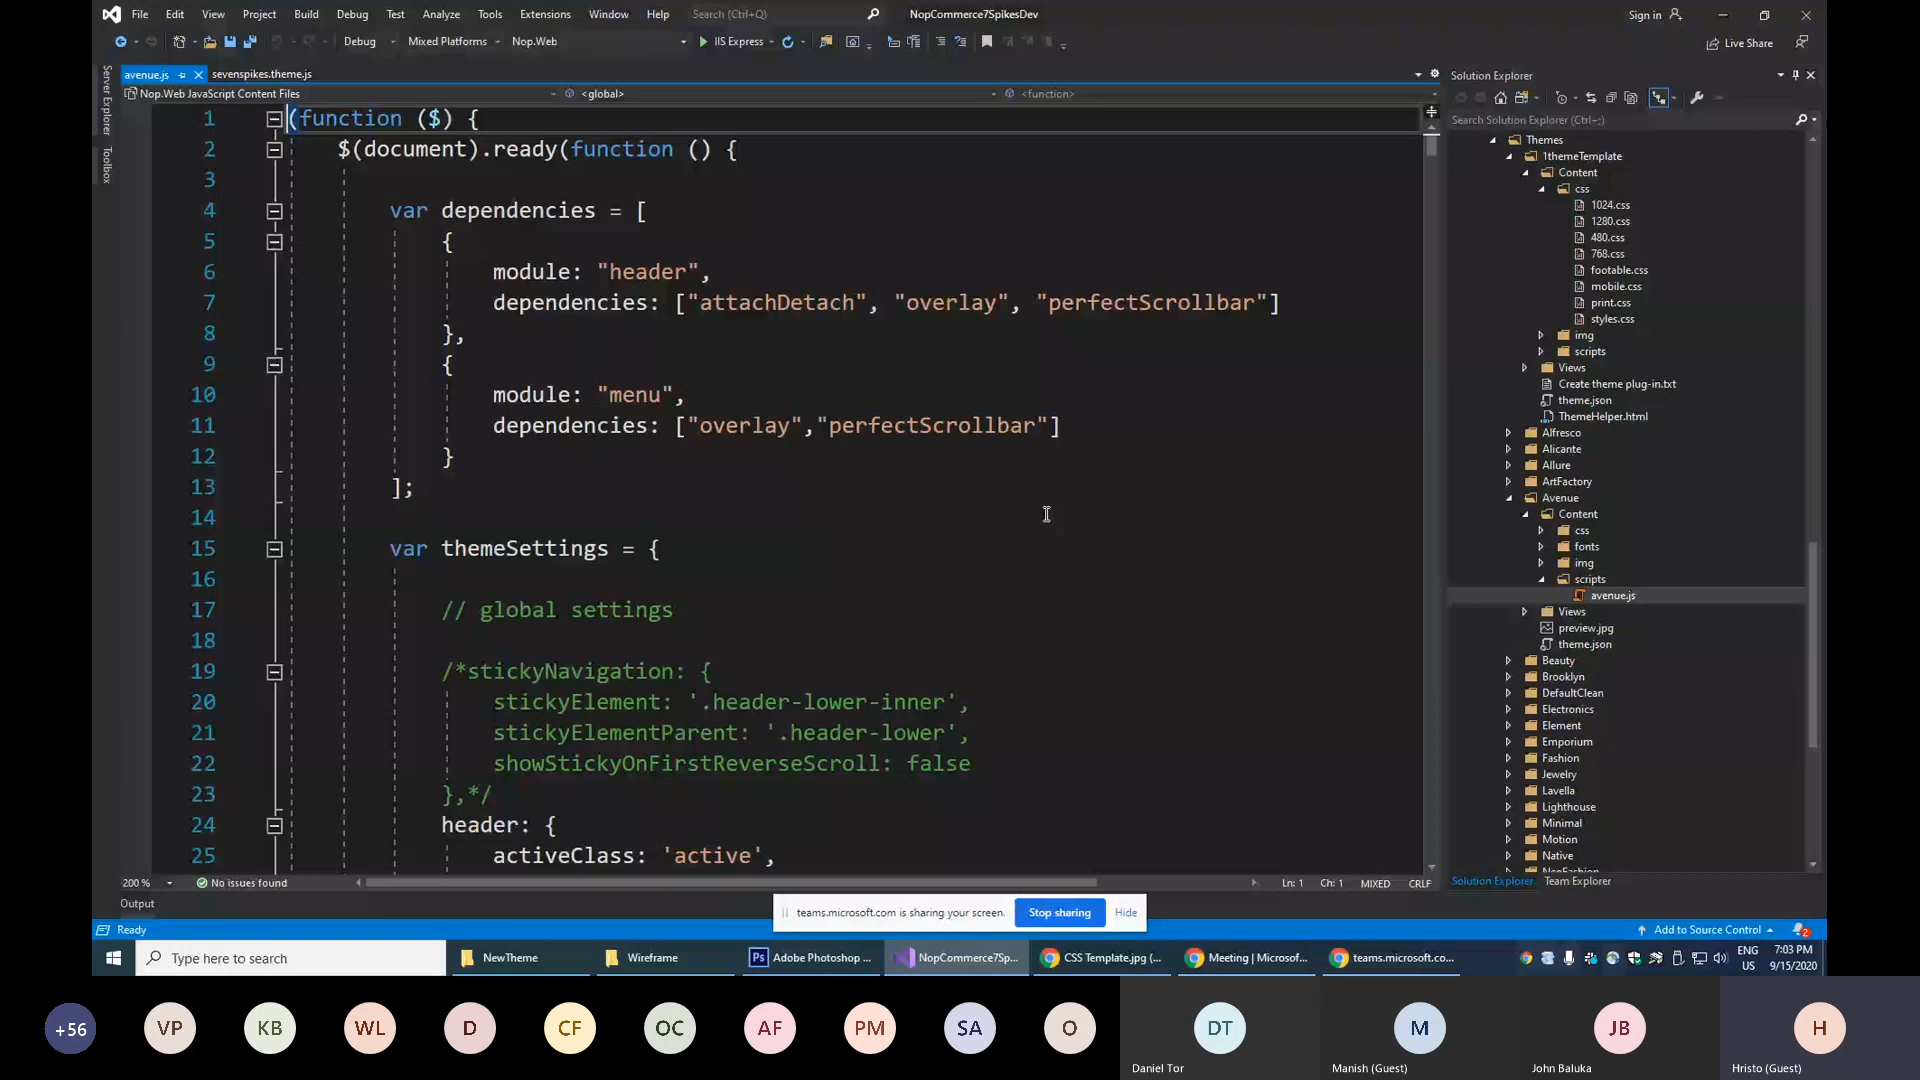 File Edit View Project Build Debug Test Analyze Tools Extensions Window Help Search (Ctrl+Q) NopCommerce7SpikesDev Sign in
Debug Mixed Platforms Nop.Web IIS Express Live Share
avenue.js sevenspikes.theme.js
Nop.Web JavaScript Content Files <global> <function>
Server Explorer
Toolbox
1 (function ($) {
2 $(document).ready(function () {
3
4 var dependencies = [
5 {
6 module: "header",
7 dependencies: ["attachDetach", "overlay", "perfectScrollbar"]
8 },
9 {
10 module: "menu",
11 dependencies: ["overlay","perfectScrollbar"]
12 }
13 ];
14
15 var themeSettings = {
16
17 // global settings
18
19 /*stickyNavigation: {
20 stickyElement: '.header-lower-inner',
21 stickyElementParent: '.header-lower',
22 showStickyOnFirstReverseScroll: false
23 },*/
24 header: {
25 activeClass: 'active',
200 % No issues found Ln: 1 Ch: 1 MIXED CRLF
Output
Solution Explorer
Search Solution Explorer (Ctrl+;)
Themes
1themeTemplate
Content
css
1024.css
1280.css
480.css
768.css
footable.css
mobile.css
print.css
styles.css
img
scripts
Views
Create theme plug-in.txt
theme.json
ThemeHelper.html
Alfresco
Alicante
Allure
ArtFactory
Avenue
Content
css
fonts
img
scripts
avenue.js
Views
preview.jpg
theme.json
Beauty
Brooklyn
DefaultClean
Electronics
Element
Emporium
Fashion
Jewelry
Lavella
Lighthouse
Minimal
Motion
Native
Solution Explorer Team Explorer
teams.microsoft.com is sharing your screen. Stop sharing Hide
Ready Add to Source Control 2
Type here to search NewTheme Wireframe Ps Adobe Photoshop ... NopCommerce7Sp... CSS Template.jpg (... Meeting | Microsof... teams.microsoft.co... ENG US 7:03 PM 9/15/2020
+56 VP KB WL D CF OC AF PM SA O DT M JB H
Daniel Tor Manish (Guest) John Baluka Hristo (Guest)